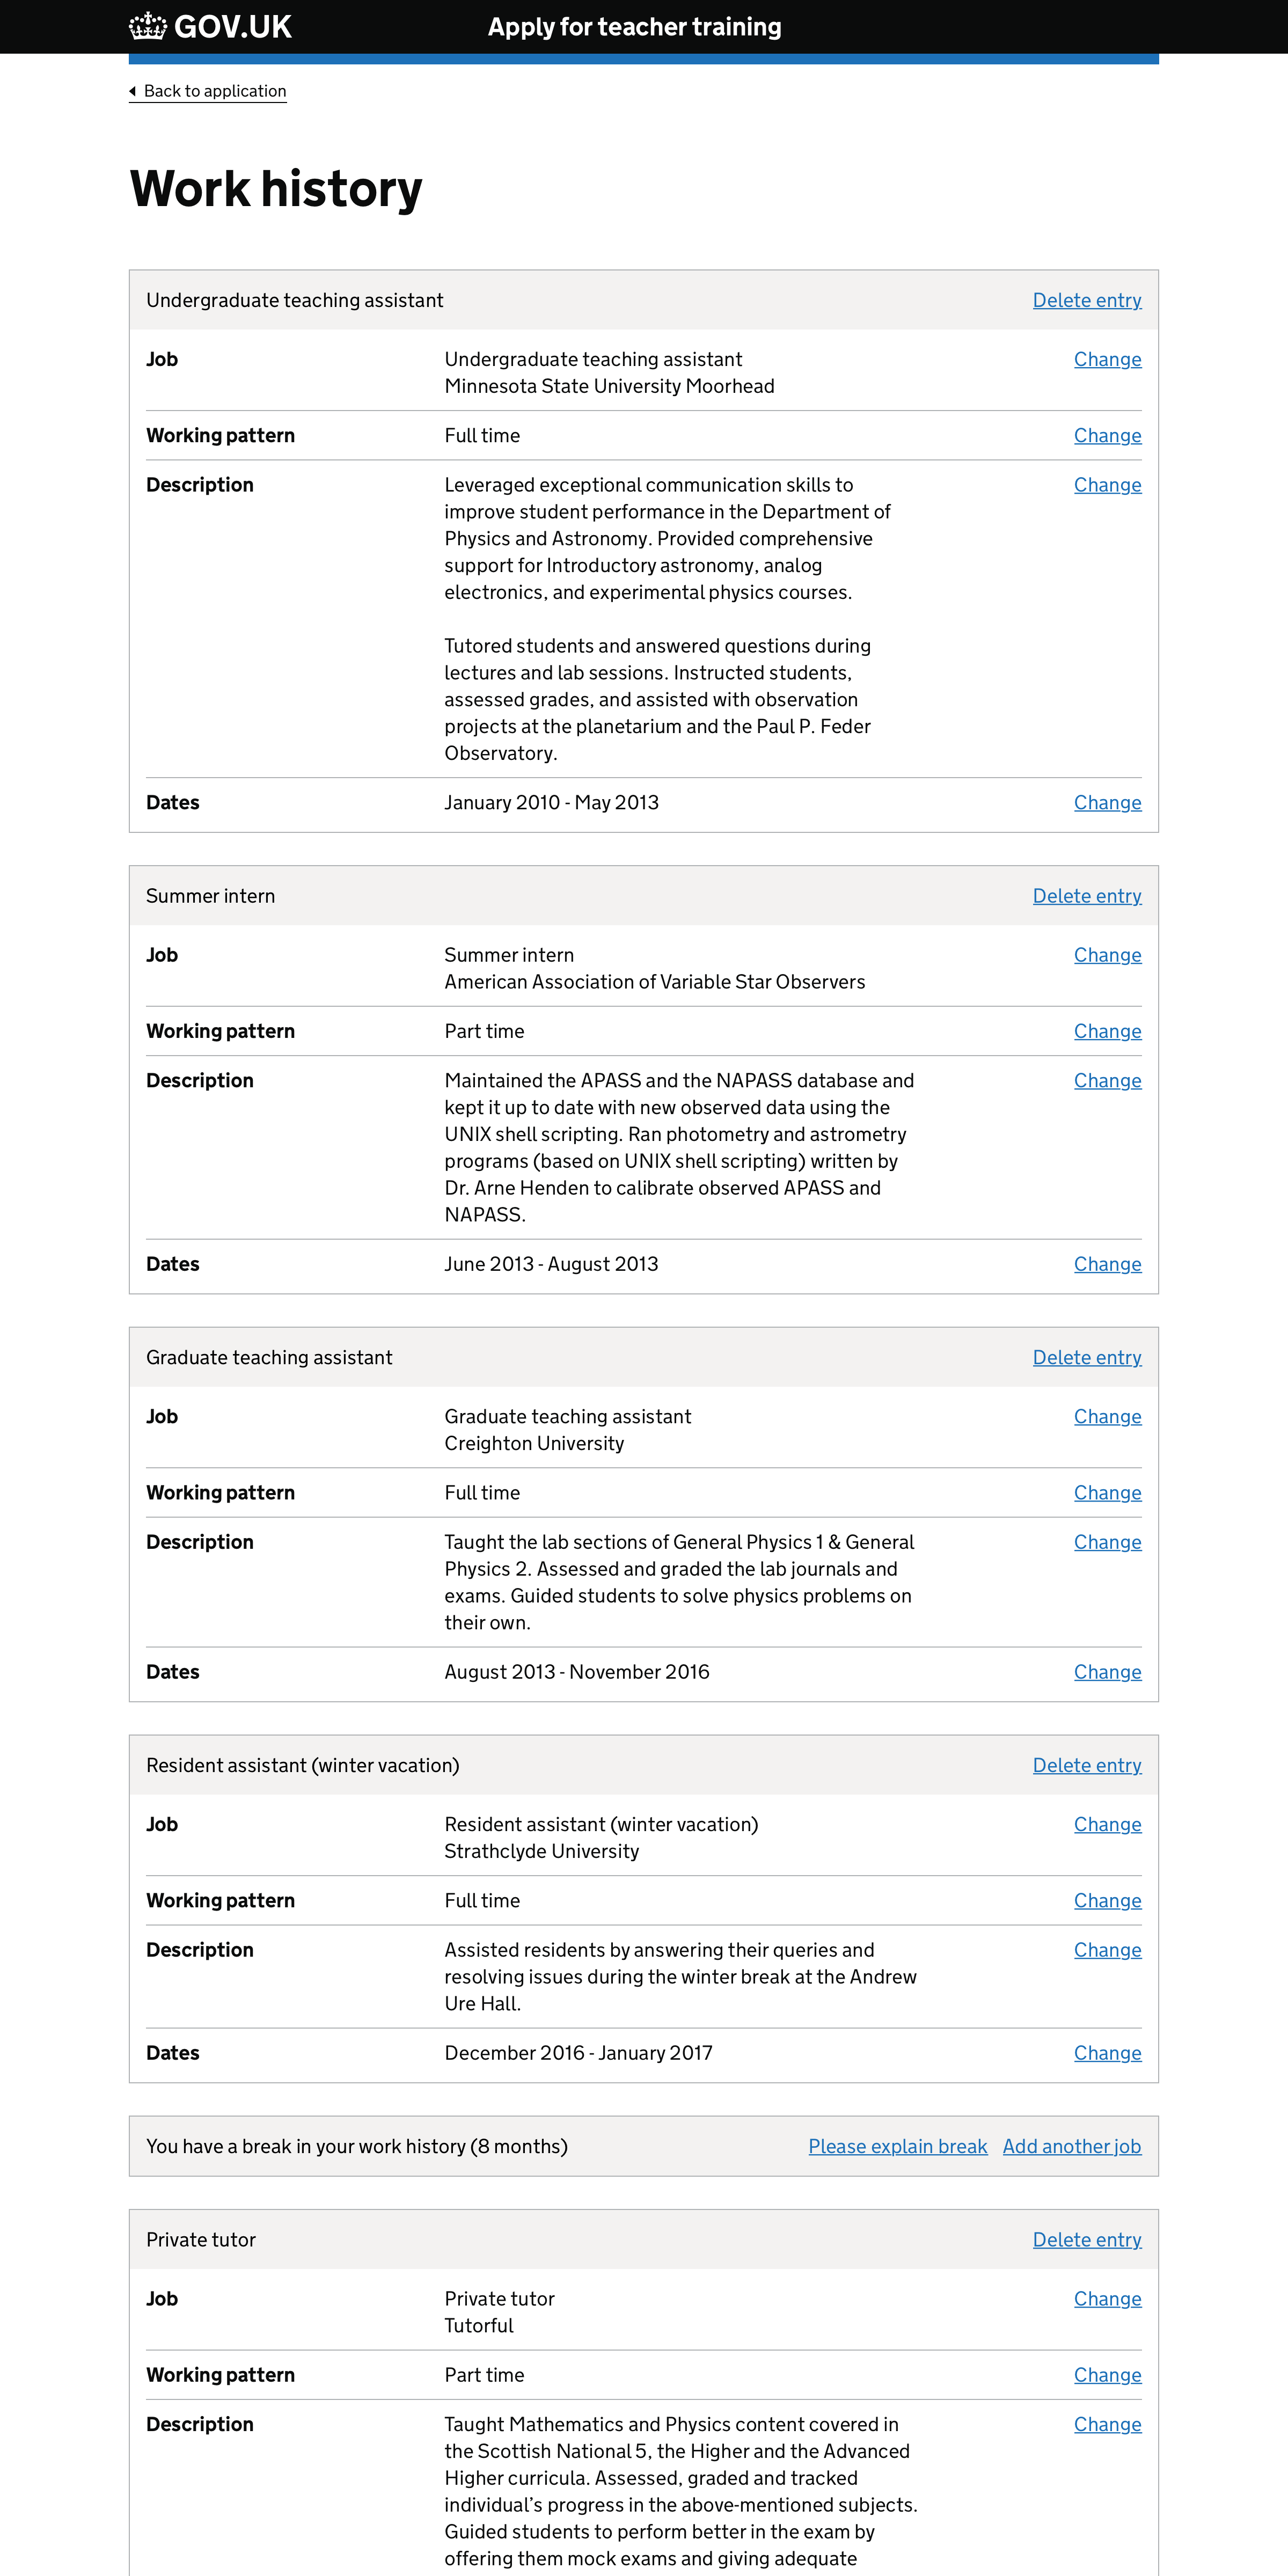 GOV.UK Apply for teacher training
Back to application
Work history
Undergraduate teaching assistant Delete entry
Job Undergraduate teaching assistant Change
Minnesota State University Moorhead
Working pattern Full time Change
Description Leveraged exceptional communication skills to Change
improve student performance in the Department of
Physics and Astronomy. Provided comprehensive
support for Introductory astronomy, analog
electronics, and experimental physics courses.
Tutored students and answered questions during
lectures and lab sessions. Instructed students,
assessed grades, and assisted with observation
projects at the planetarium and the Paul P. Feder
Observatory.
Dates January 2010 - May 2013 Change
Summer intern Delete entry
Job Summer intern Change
American Association of Variable Star Observers
Working pattern Part time Change
Description Maintained the APASS and the NAPASS database and Change
kept it up to date with new observed data using the
UNIX shell scripting. Ran photometry and astrometry
programs (based on UNIX shell scripting) written by
Dr. Arne Henden to calibrate observed APASS and
NAPASS.
Dates June 2013 - August 2013 Change
Graduate teaching assistant Delete entry
Job Graduate teaching assistant Change
Creighton University
Working pattern Full time Change
Description Taught the lab sections of General Physics 1 & General Change
Physics 2. Assessed and graded the lab journals and
exams. Guided students to solve physics problems on
their own.
Dates August 2013 - November 2016 Change
Resident assistant (winter vacation) Delete entry
Job Resident assistant (winter vacation) Change
Strathclyde University
Working pattern Full time Change
Description Assisted residents by answering their queries and Change
resolving issues during the winter break at the Andrew
Ure Hall.
Dates December 2016 - January 2017 Change
You have a break in your work history (8 months) Please explain break Add another job
Private tutor Delete entry
Job Private tutor Change
Tutorful
Working pattern Part time Change
Description Taught Mathematics and Physics content covered in Change
the Scottish National 5, the Higher and the Advanced
Higher curricula. Assessed, graded and tracked
individual’s progress in the above-mentioned subjects.
Guided students to perform better in the exam by
offering them mock exams and giving adequate